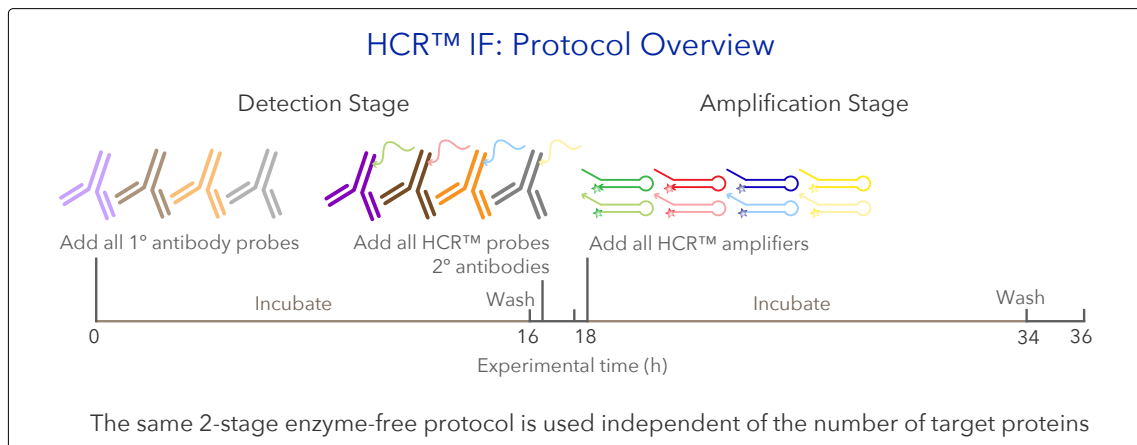 HCR™ IF: Protocol Overview
Detection Stage
Amplification Stage
Add all 1° antibody probes
Add all HCR™ probes
2° antibodies
Add all HCR™ amplifiers
Incubate
Wash
Incubate
Wash
0
16
18
34
36
Experimental time (h)
The same 2-stage enzyme-free protocol is used independent of the number of target proteins